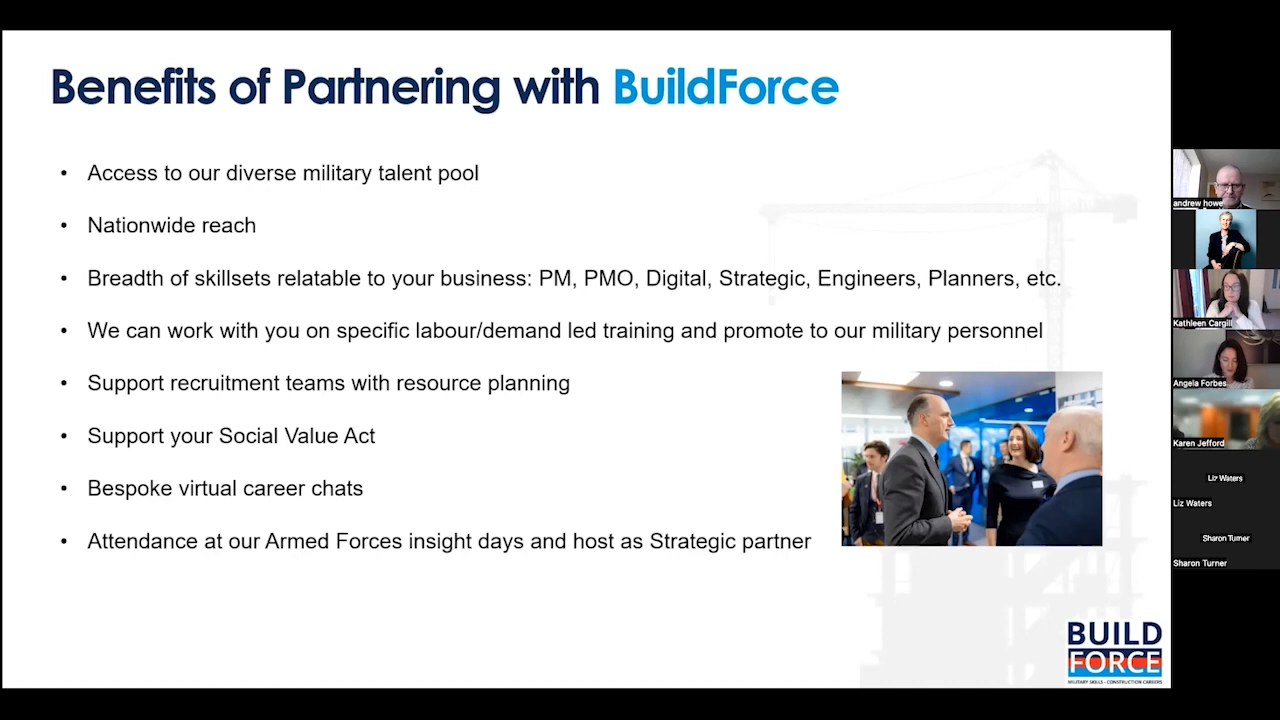 Benefits of Partnering with BuildForce
• Access to our diverse military talent pool
• Nationwide reach
• Breadth of skillsets relatable to your business: PM, PMO, Digital, Strategic, Engineers, Planners, etc.
• We can work with you on specific labour/demand led training and promote to our military personnel
• Support recruitment teams with resource planning
• Support your Social Value Act
• Bespoke virtual career chats
• Attendance at our Armed Forces insight days and host as Strategic partner
BUILD
FORCE
MILITARY SKILLS - CONSTRUCTION CAREERS
andrew howe
Kathleen Cargill
Angela Forbes
Karen Jefford
Liz Waters
Liz Waters
Sharon Turner
Sharon Turner